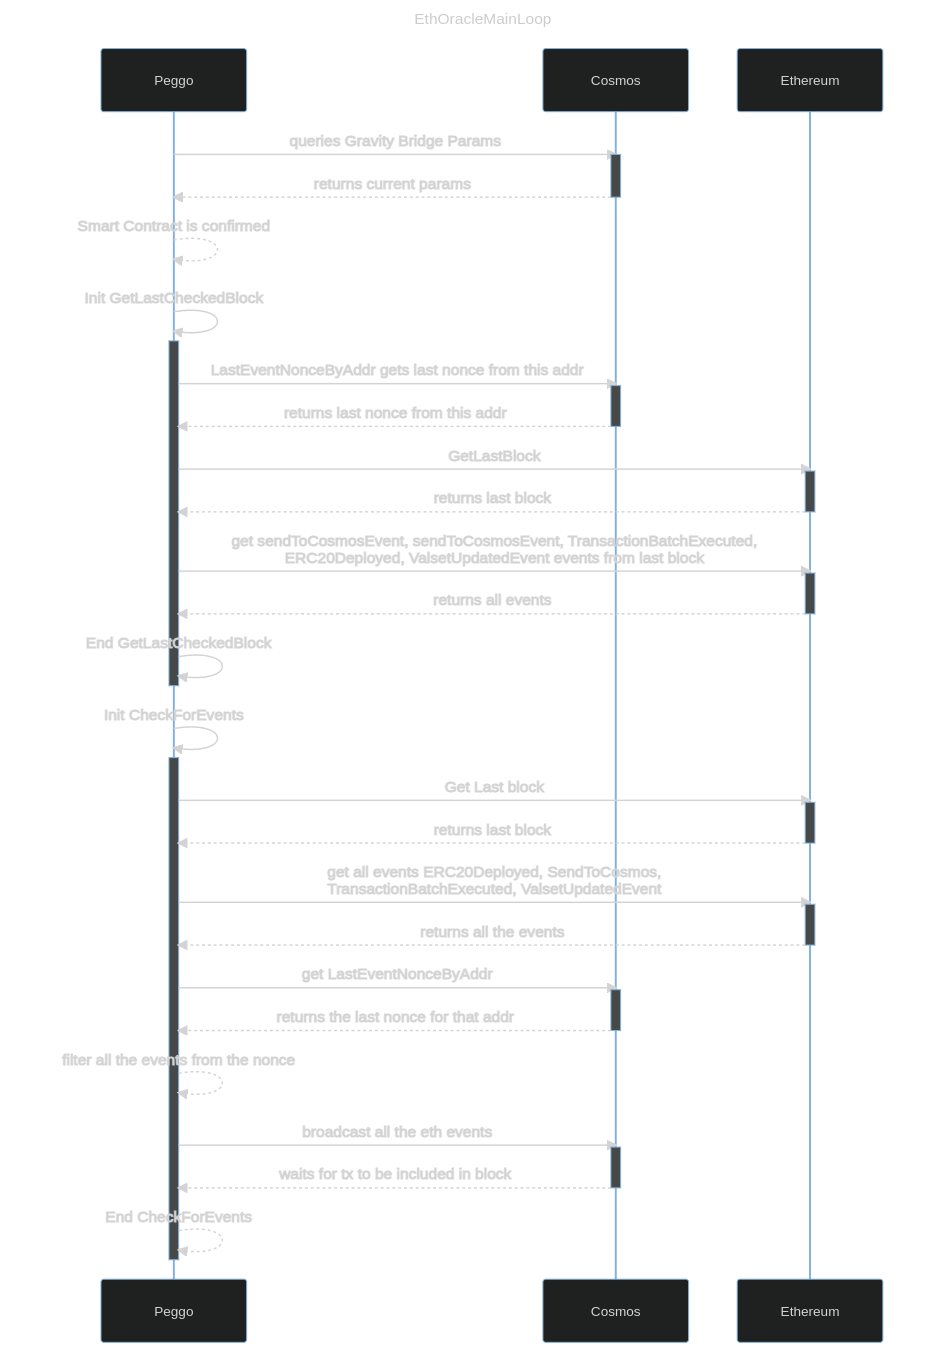 EthOracleMainLoop
Peggo
Cosmos
Ethereum
queries Gravity Bridge Params
returns current params
Smart Contract is confirmed
Init GetLastCheckedBlock
LastEventNonceByAddr gets last nonce from this addr
returns last nonce from this addr
GetLastBlock
returns last block
get sendToCosmosEvent, sendToCosmosEvent, TransactionBatchExecuted,
ERC20Deployed, ValsetUpdatedEvent events from last block
returns all events
End GetLastCheckedBlock
Init CheckForEvents
Get Last block
returns last block
get all events ERC20Deployed, SendToCosmos,
TransactionBatchExecuted, ValsetUpdatedEvent
returns all the events
get LastEventNonceByAddr
returns the last nonce for that addr
filter all the events from the nonce
broadcast all the eth events
waits for tx to be included in block
End CheckForEvents
Peggo
Cosmos
Ethereum